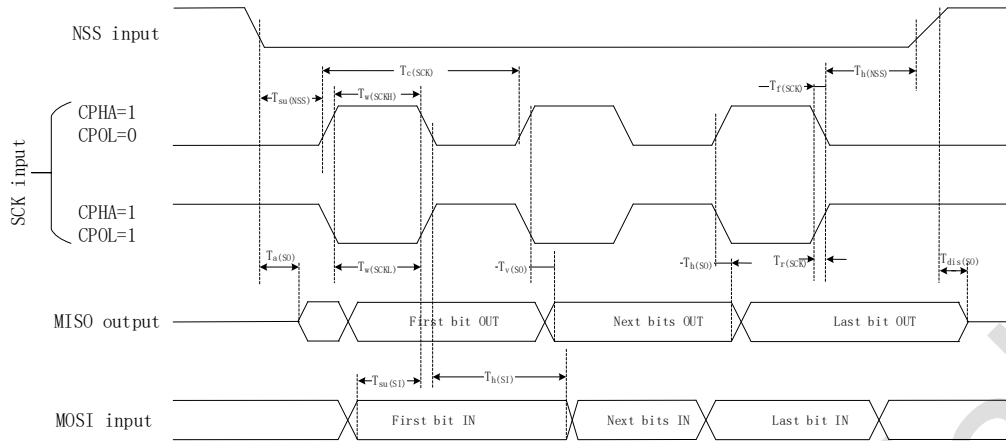 NSS input
Tc(SCK)
Th(NSS)
Tsu(NSS)
Tw(SCKH)
Tf(SCK)
CPHA=1
CPOL=0
SCK input
CPHA=1
CPOL=1
Ta(SO)
Tw(SCKL)
Tv(SO)
Th(SO)
Tr(SCK)
Tdis(SO)
MISO output
First bit OUT
Next bits OUT
Last bit OUT
Tsu(SI)
Th(SI)
MOSI input
First bit IN
Next bits IN
Last bit IN